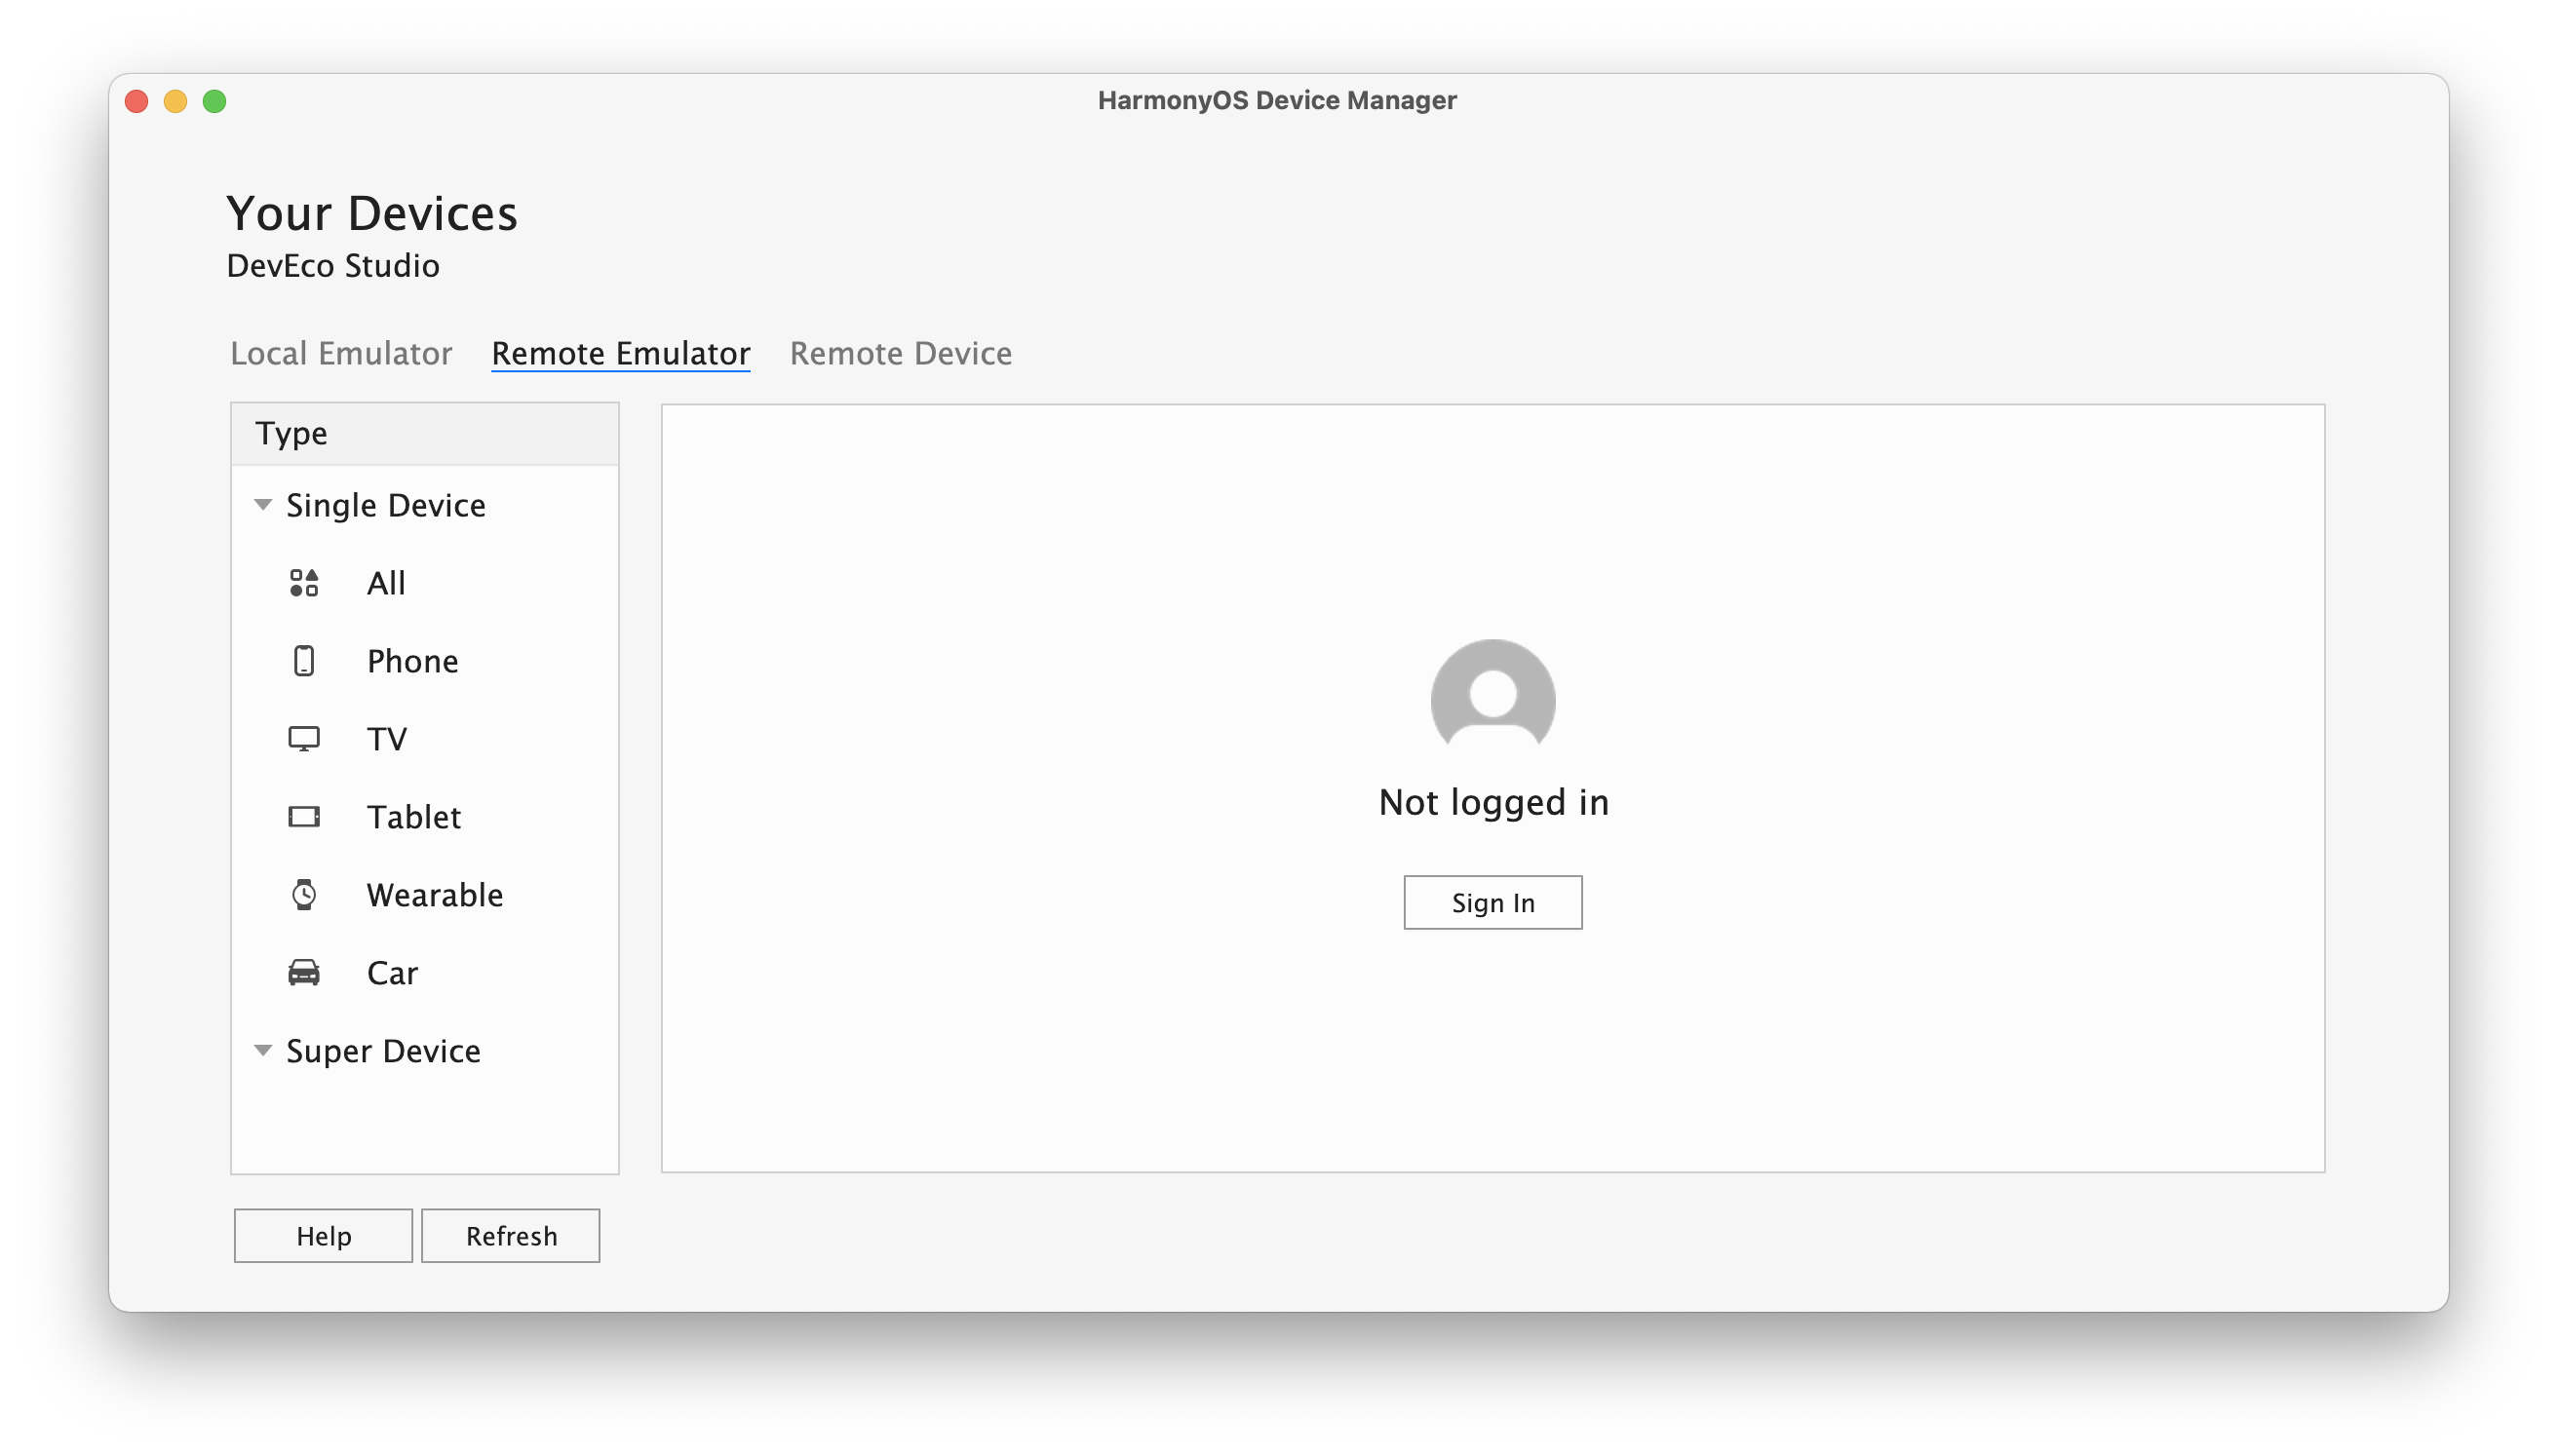 HarmonyOS Device Manager
Your Devices
DevEco Studio
Local Emulator Remote Emulator Remote Device
Type
Single Device
All
Phone
TV
Tablet
Wearable
Car
Super Device
Not logged in
Sign In
Help Refresh